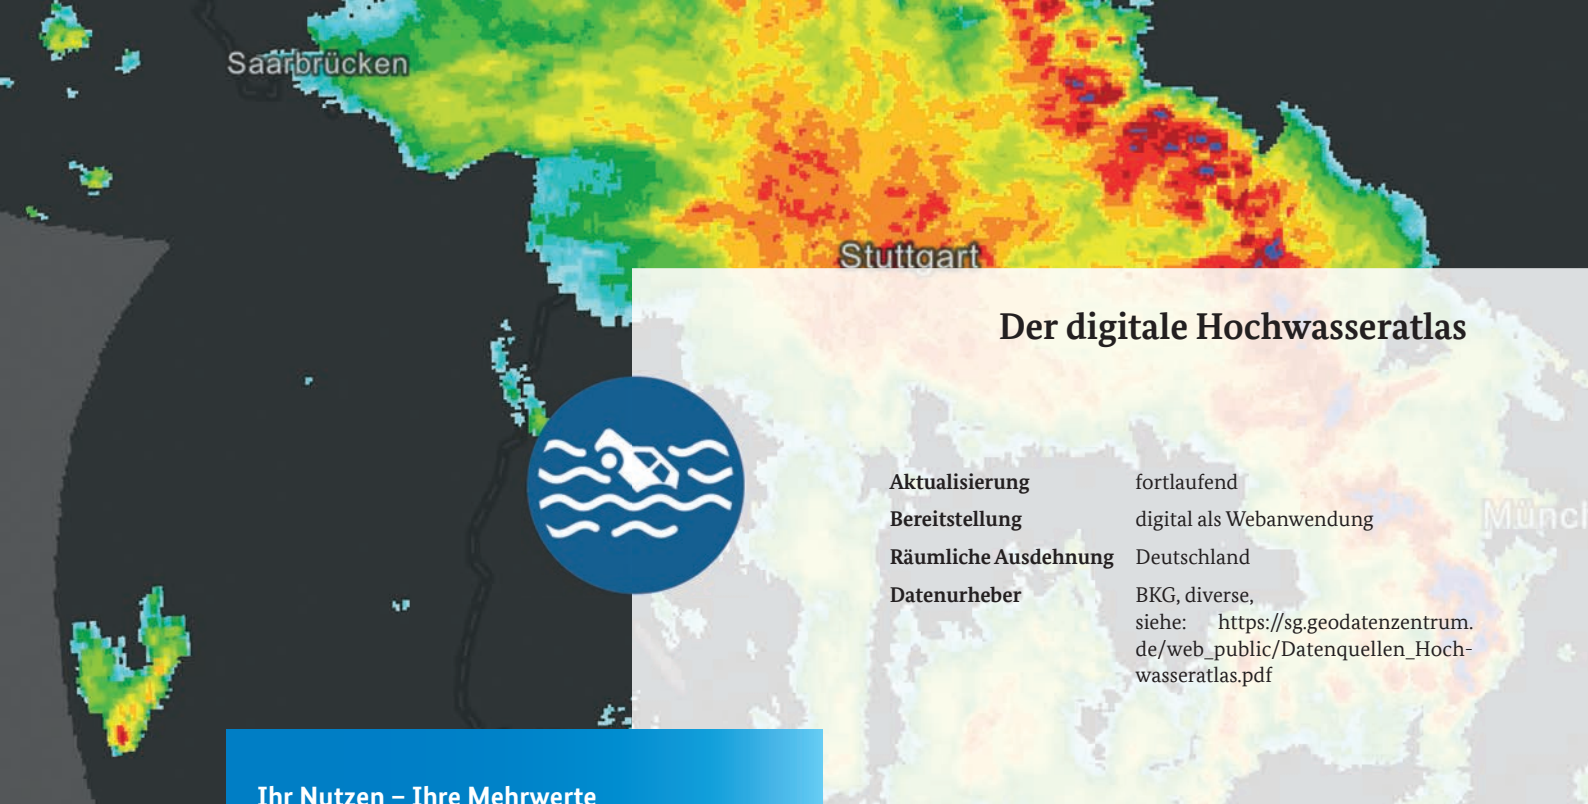 Saarbrücken
Stuttgart
Der digitale Hochwasseratlas
Aktualisierung fortlaufend
Bereitstellung digital als Webanwendung
Räumliche Ausdehnung Deutschland
Datenurheber BKG, diverse,
siehe: https://sg.geodatenzentrum.
de/web_public/Datenquellen_Hoch-
wasseratlas.pdf
Münc
Ihr Nutzen – Ihre Mehrwerte